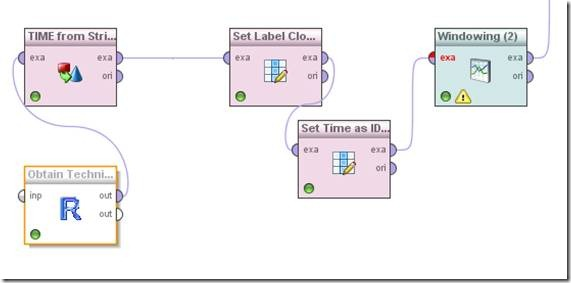 TIME from Stri...
exa
exa
ori
Set Label Clo...
exa
exa
ori
Windowing (2)
exa
exa
ori
Set Time as ID...
exa
exa
ori
Obtain Techni...
inp
out
out
R